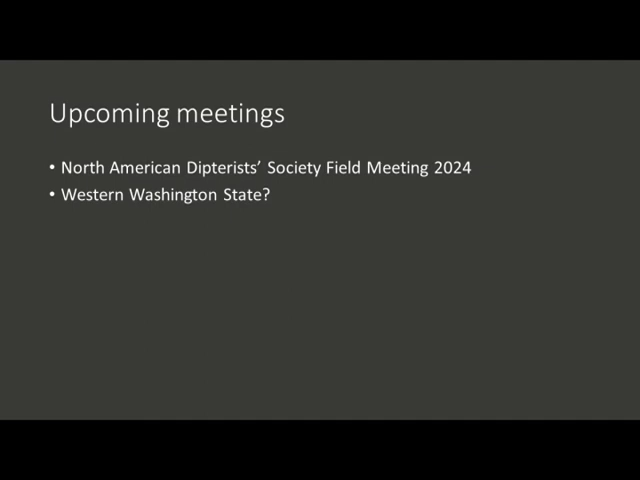 Upcoming meetings
• North American Dipterists’ Society Field Meeting 2024
• Western Washington State?